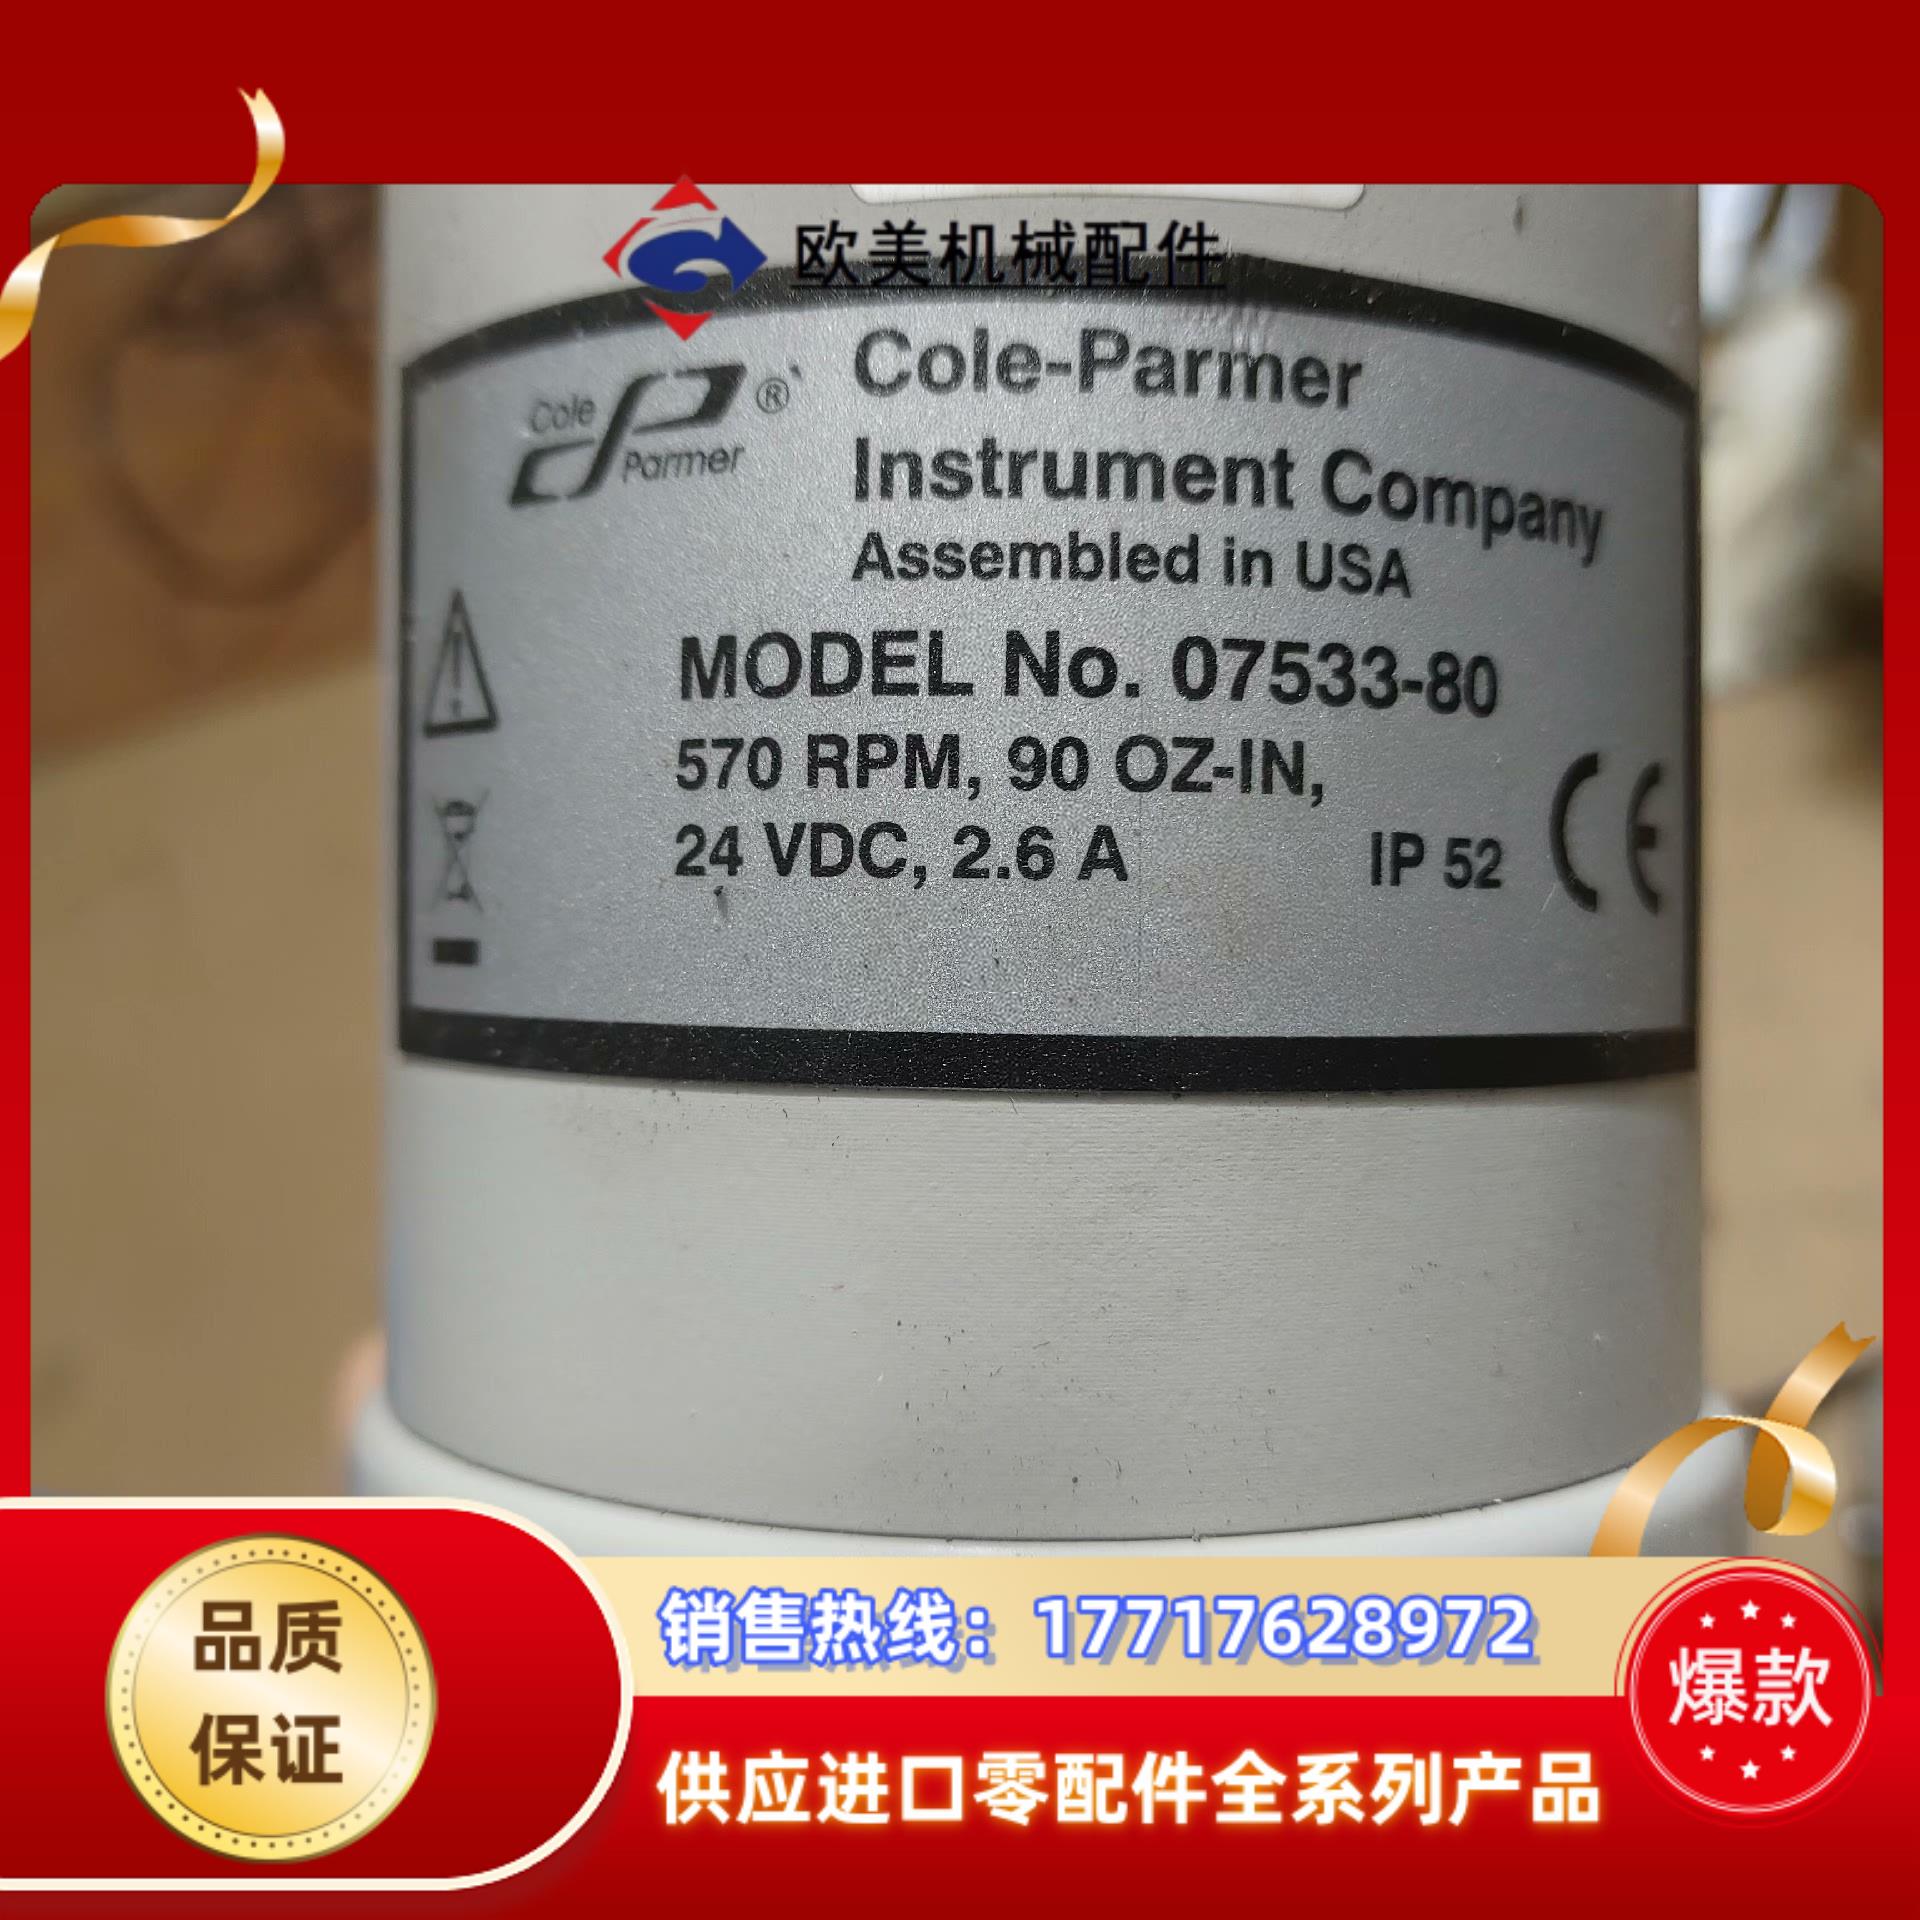 欧美机械配件
Cole Parmer ®
Cole-Parmer
Instrument Company
Assembled in USA
MODEL No. 07533-80
570 RPM, 90 OZ-IN,
24 VDC, 2.6 A
IP 52
CE
品质
保证
销售热线：17717628972
爆款
供应进口零配件全系列产品